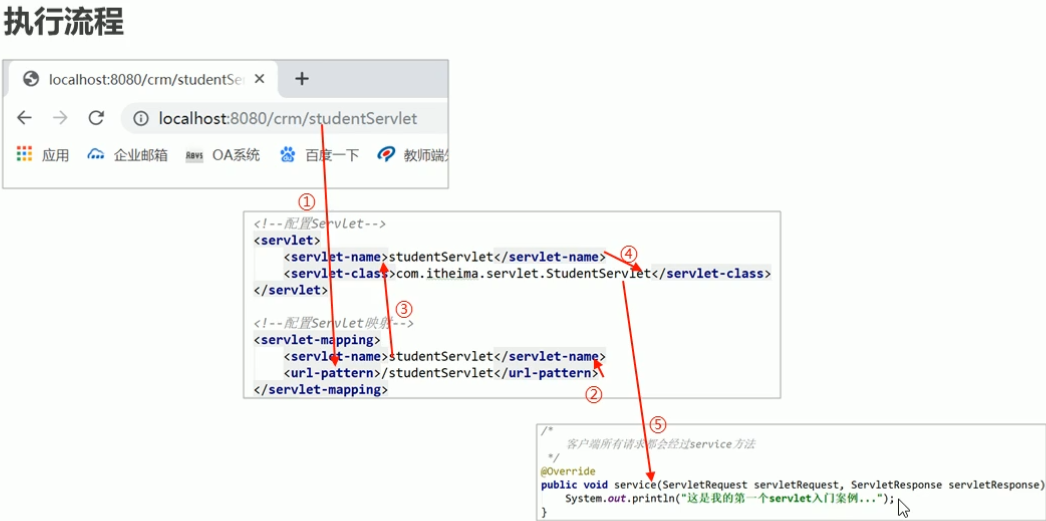 执行流程
localhost:8080/crm/studentSe
localhost:8080/crm/studentServlet
应用 企业邮箱 OA系统 百度一下 教师端
①
<!--配置Servlet-->
<servlet>
<servlet-name>studentServlet</servlet-name>
④
<servlet-class>com.itheima.servlet.StudentServlet</servlet-class>
</servlet>
③
<!--配置Servlet映射-->
<servlet-mapping>
<servlet-name>studentServlet</servlet-name>
<url-pattern>/studentServlet</url-pattern>
</servlet-mapping>
②
⑤
/*
客户端所有请求都会经过service方法
*/
@Override
public void service(ServletRequest servletRequest, ServletResponse servletResponse)
System.out.println("这是我的第一个servlet入门案例...");
}